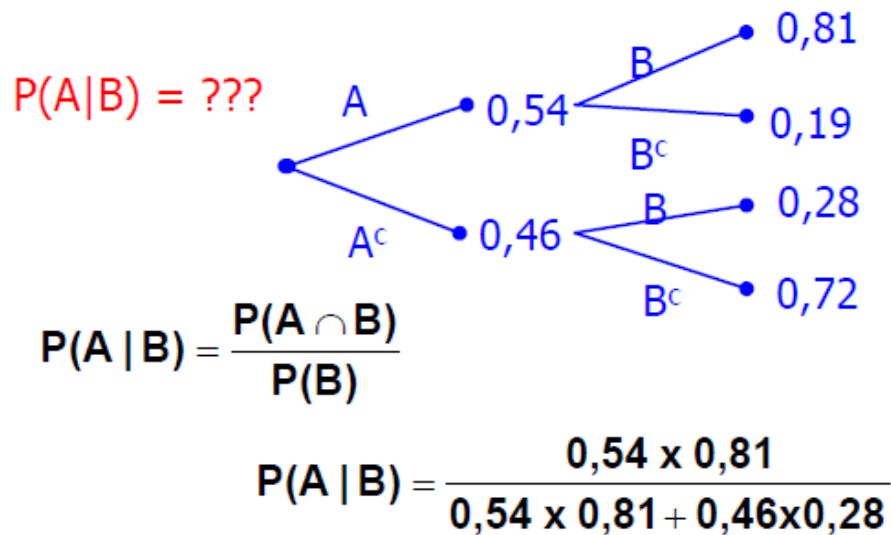 P(A|B) = ???
A
Aᶜ
0,54
0,46
B
Bᶜ
B
Bᶜ
0,81
0,19
0,28
0,72
P(A | B) = P(A ∩ B) / P(B)
P(A | B) = 0,54 x 0,81 / 0,54 x 0,81 + 0,46x0,28